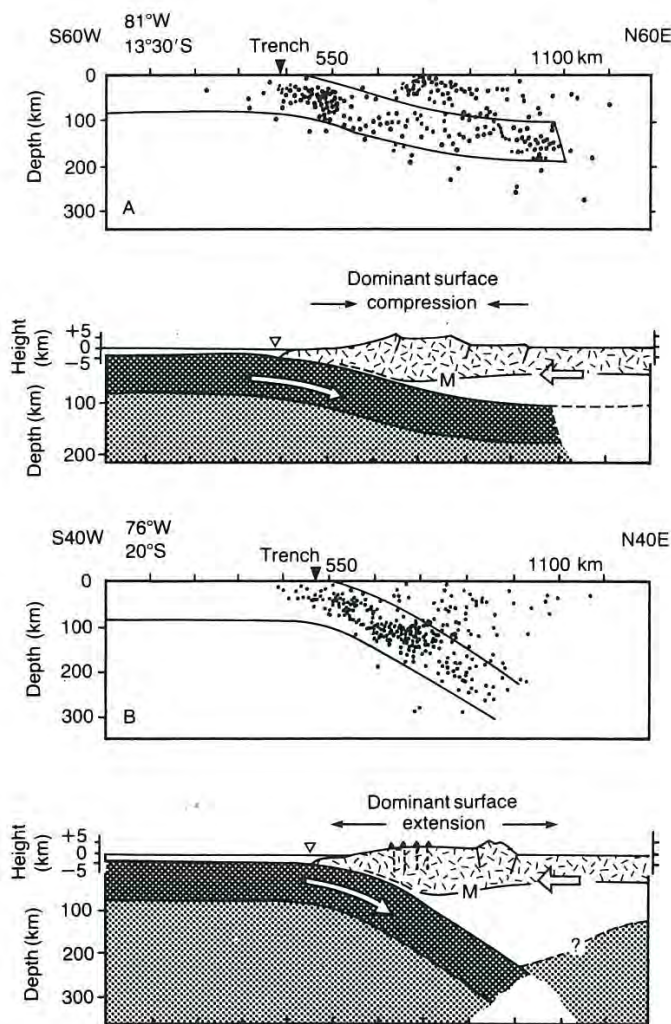 81°W
S60W 13°30′S Trench 550 1100 km N60E
0
100
200
300
Depth (km)
A
Dominant surface
compression
+5
0
−5
Height (km)
100
200
Depth (km)
M
76°W
S40W 20°S Trench 550 1100 km N40E
0
100
200
300
Depth (km)
B
Dominant surface
extension
+5
0
−5
Height (km)
100
200
300
Depth (km)
M
?